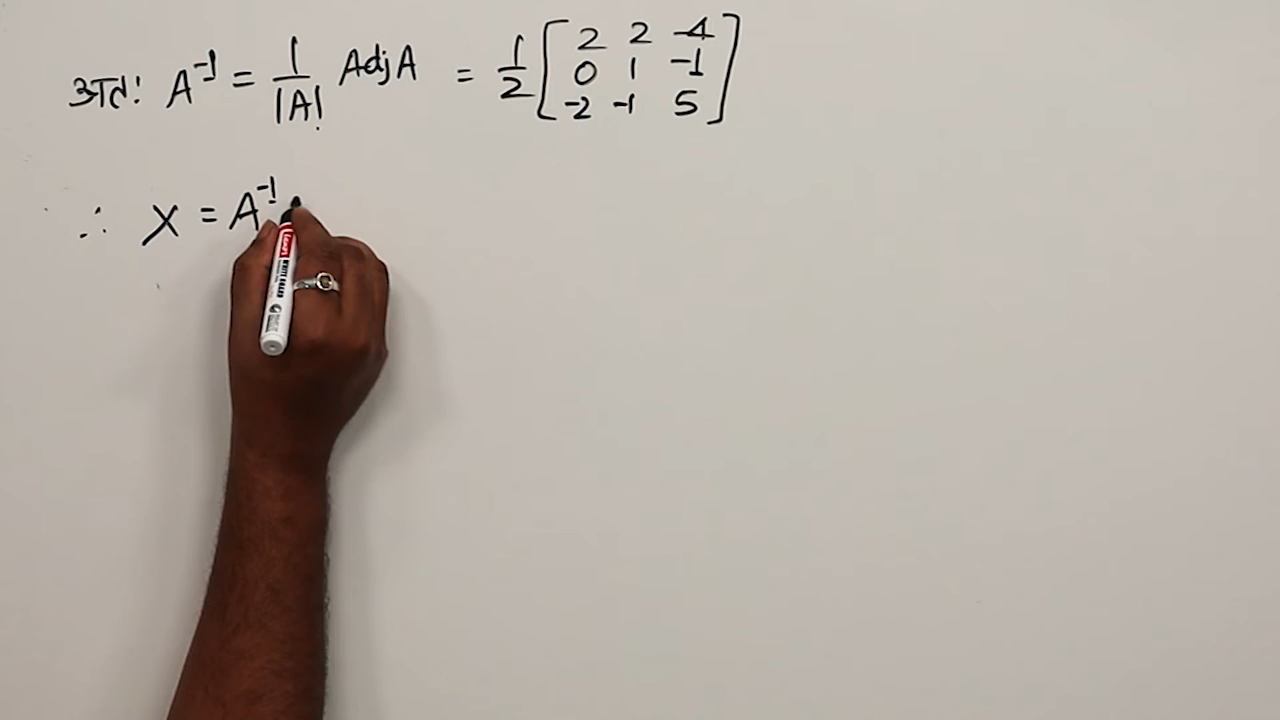 अतः A⁻¹ = 1/|A| Adj A = 1/2 [2 2 -4
0 1 -1
-2 -1 5]
∴ X = A⁻¹